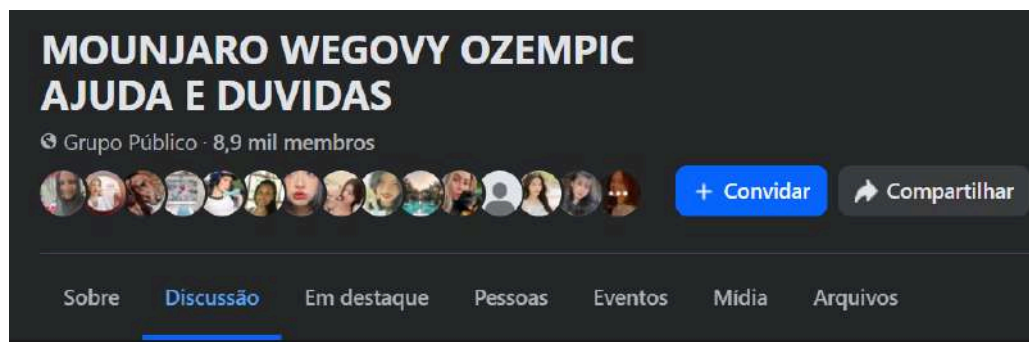 MOUNJARO WEGOVY OZEMPIC
AJUDA E DUVIDAS
Grupo Público · 8,9 mil membros
+ Convidar
Compartilhar
Sobre Discussão Em destaque Pessoas Eventos Mídia Arquivos